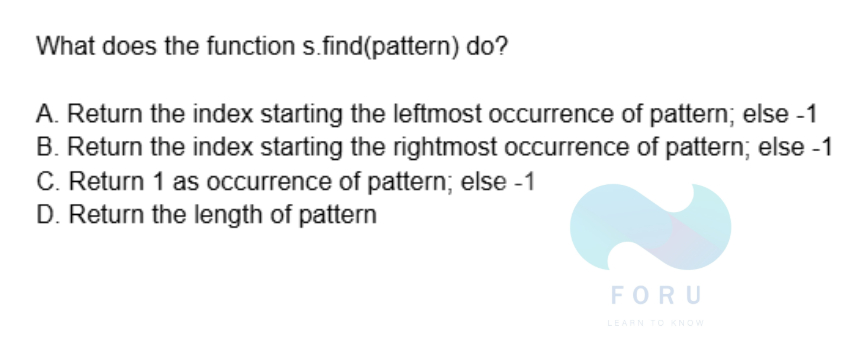 What does the function s.find(pattern) do?
A. Return the index starting the leftmost occurrence of pattern; else -1
B. Return the index starting the rightmost occurrence of pattern; else -1
C. Return 1 as occurrence of pattern; else -1
D. Return the length of pattern
FORU
LEARN TO KNOW